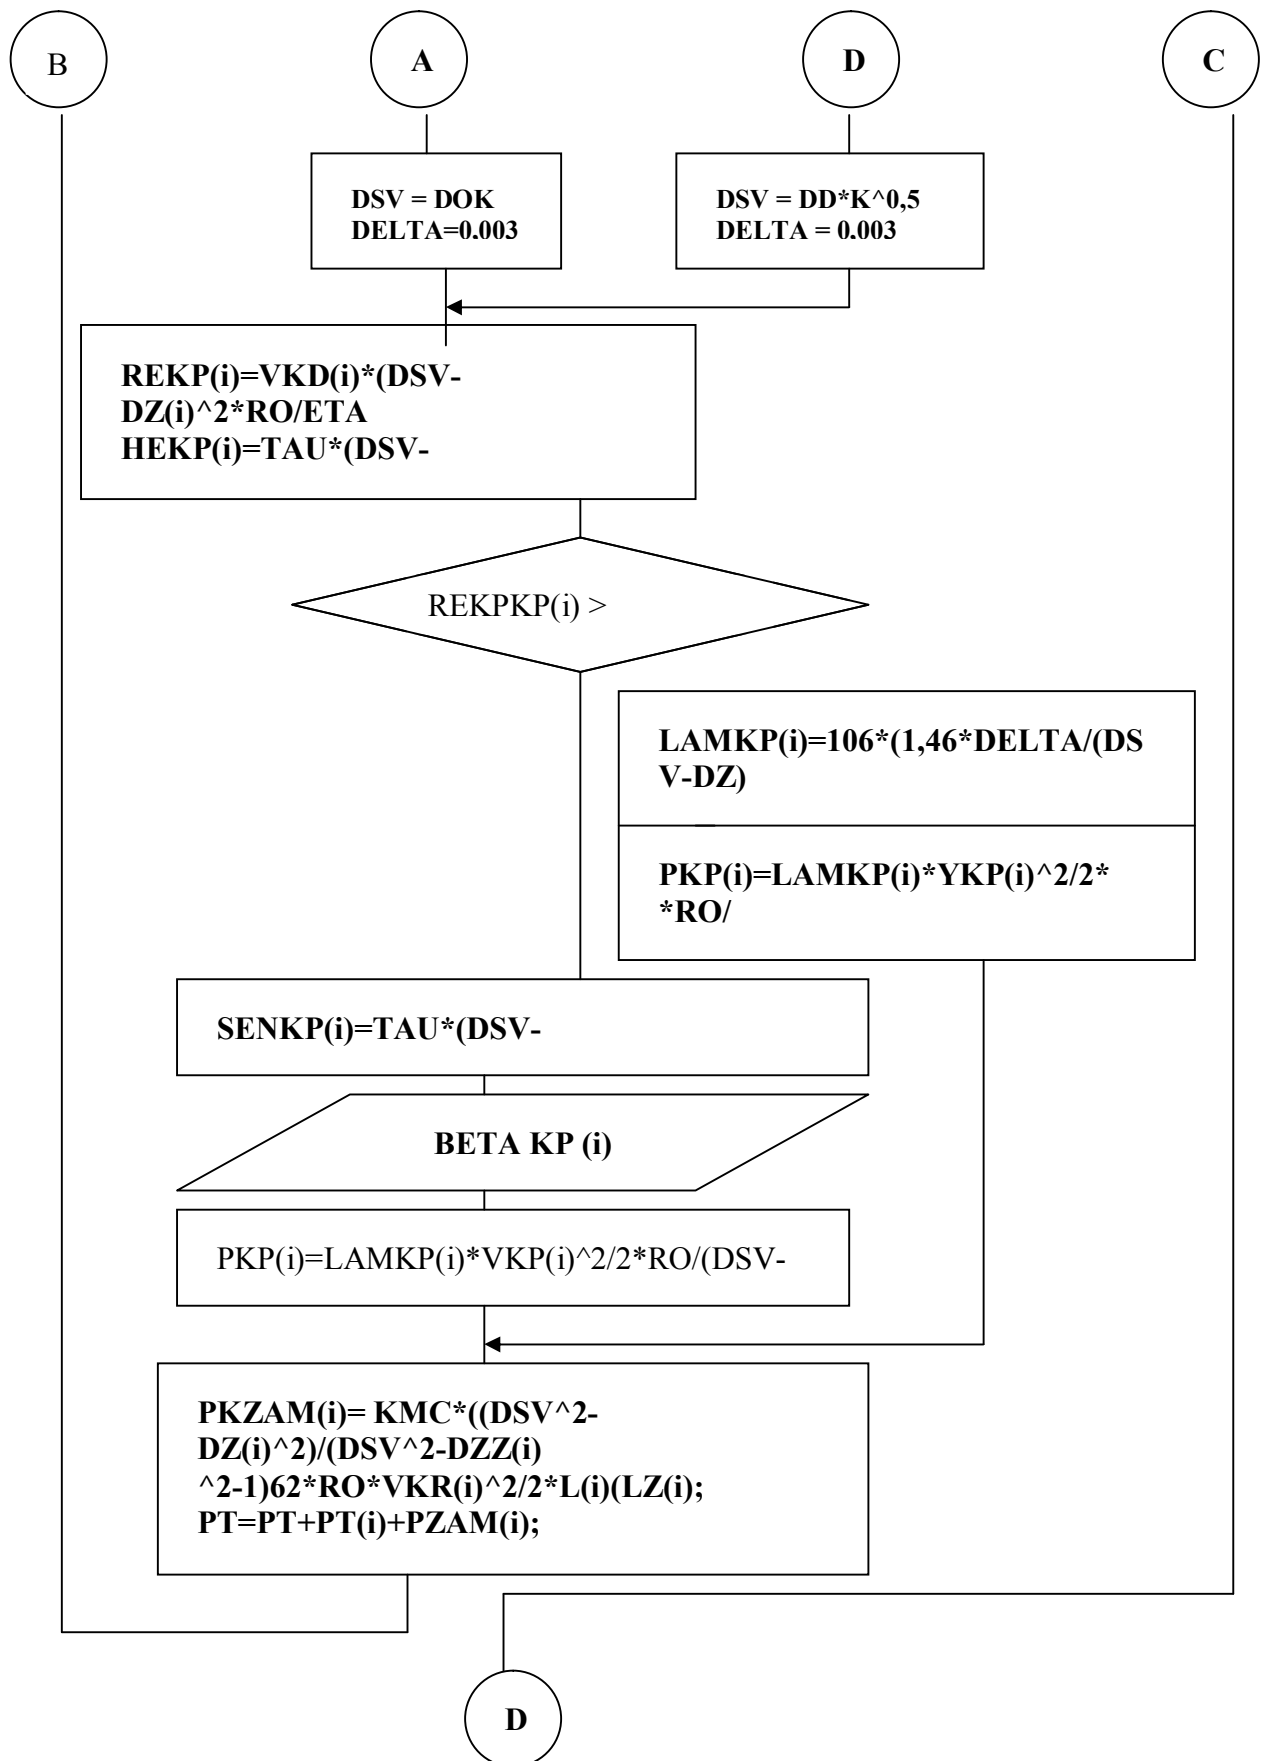 B
A
D
C
DSV = DOK
DELTA=0.003
DSV = DD*K^0,5
DELTA = 0.003
REKP(i)=VKD(i)*(DSV-
DZ(i)^2*RO/ETA
HEKP(i)=TAU*(DSV-
REKPKP(i) >
LAMKP(i)=106*(1,46*DELTA/(DS
V-DZ)
PKP(i)=LAMKP(i)*YKP(i)^2/2*
*RO/
SENKP(i)=TAU*(DSV-
BETA KP (i)
PKP(i)=LAMKP(i)*VKP(i)^2/2*RO/(DSV-
PKZAM(i)= KMC*((DSV^2-
DZ(i)^2)/(DSV^2-DZZ(i)
^2-1)62*RO*VKR(i)^2/2*L(i)(LZ(i);
PT=PT+PT(i)+PZAM(i);
D